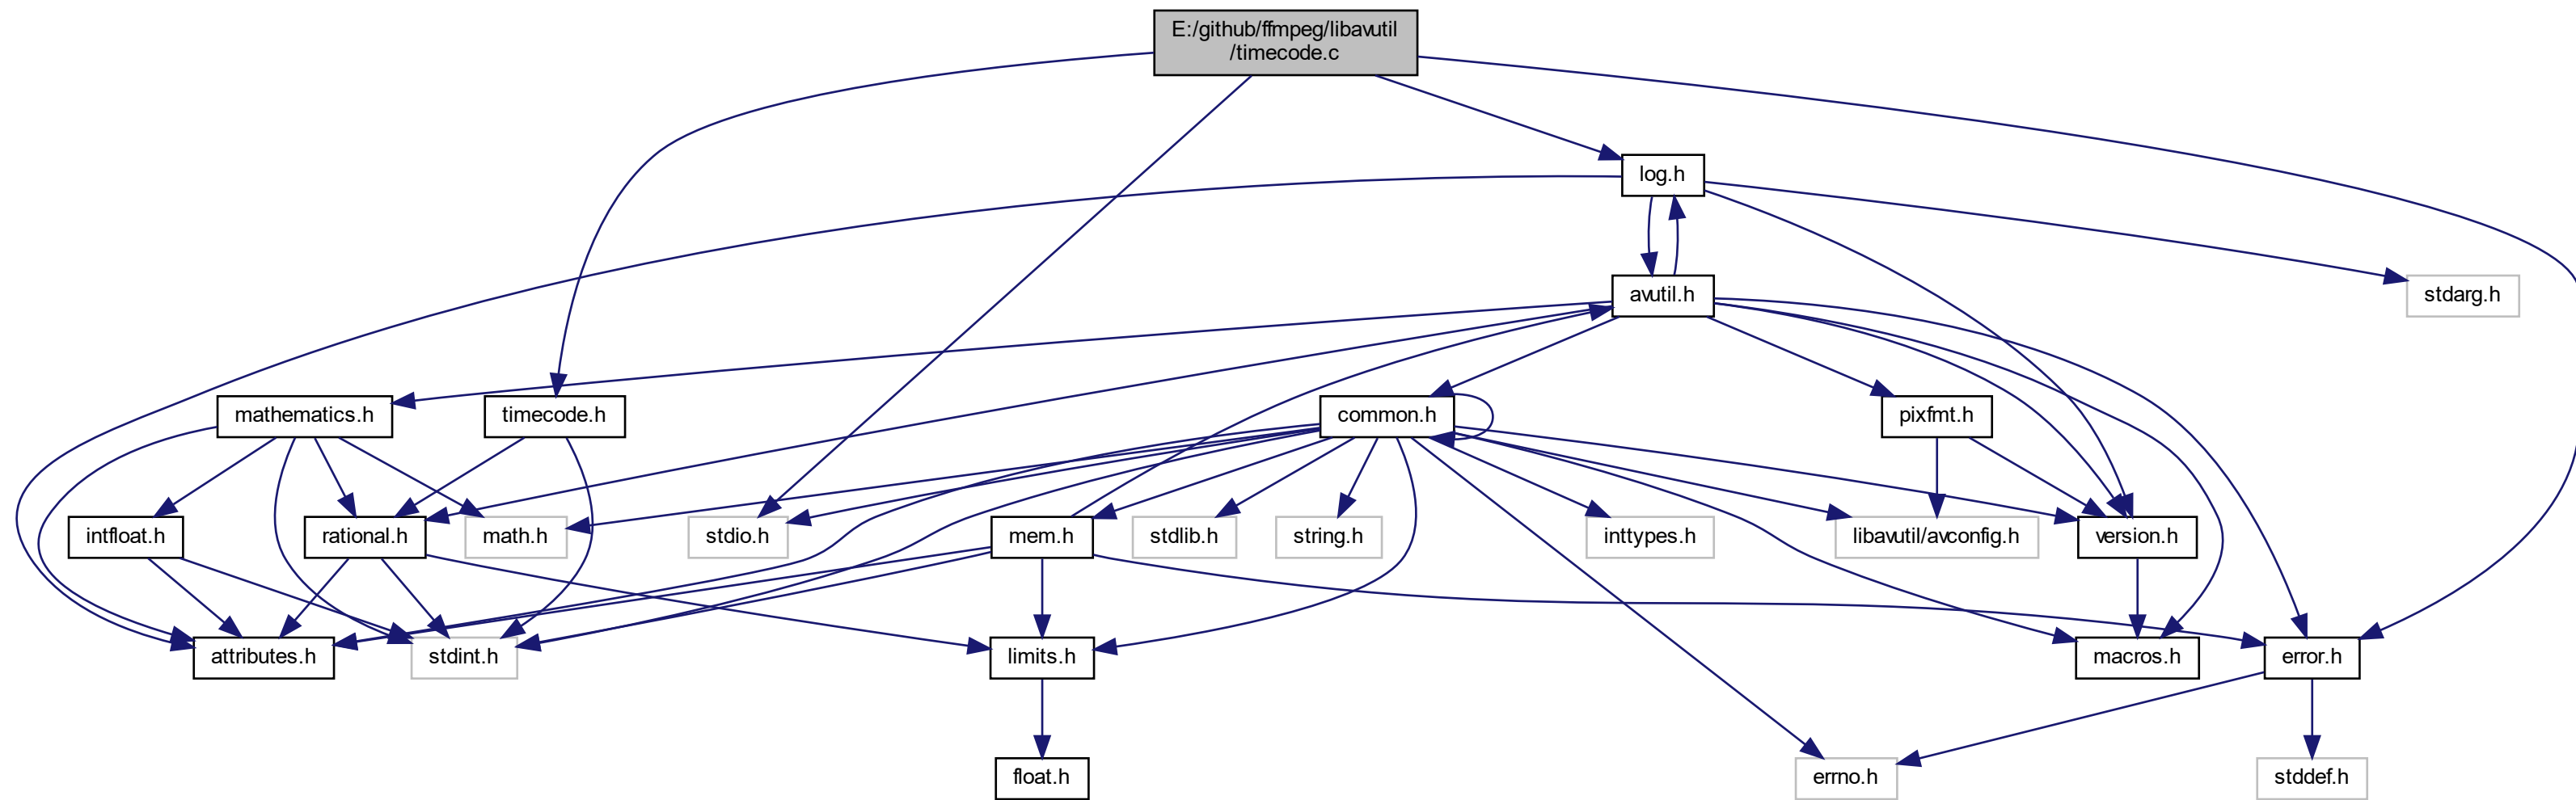 E:/github/ffmpeg/libavutil
/timecode.c
log.h
avutil.h
stdarg.h
mathematics.h
timecode.h
common.h
pixfmt.h
intfloat.h
rational.h
math.h
stdio.h
mem.h
stdlib.h
string.h
inttypes.h
libavutil/avconfig.h
version.h
attributes.h
stdint.h
limits.h
macros.h
error.h
float.h
errno.h
stddef.h